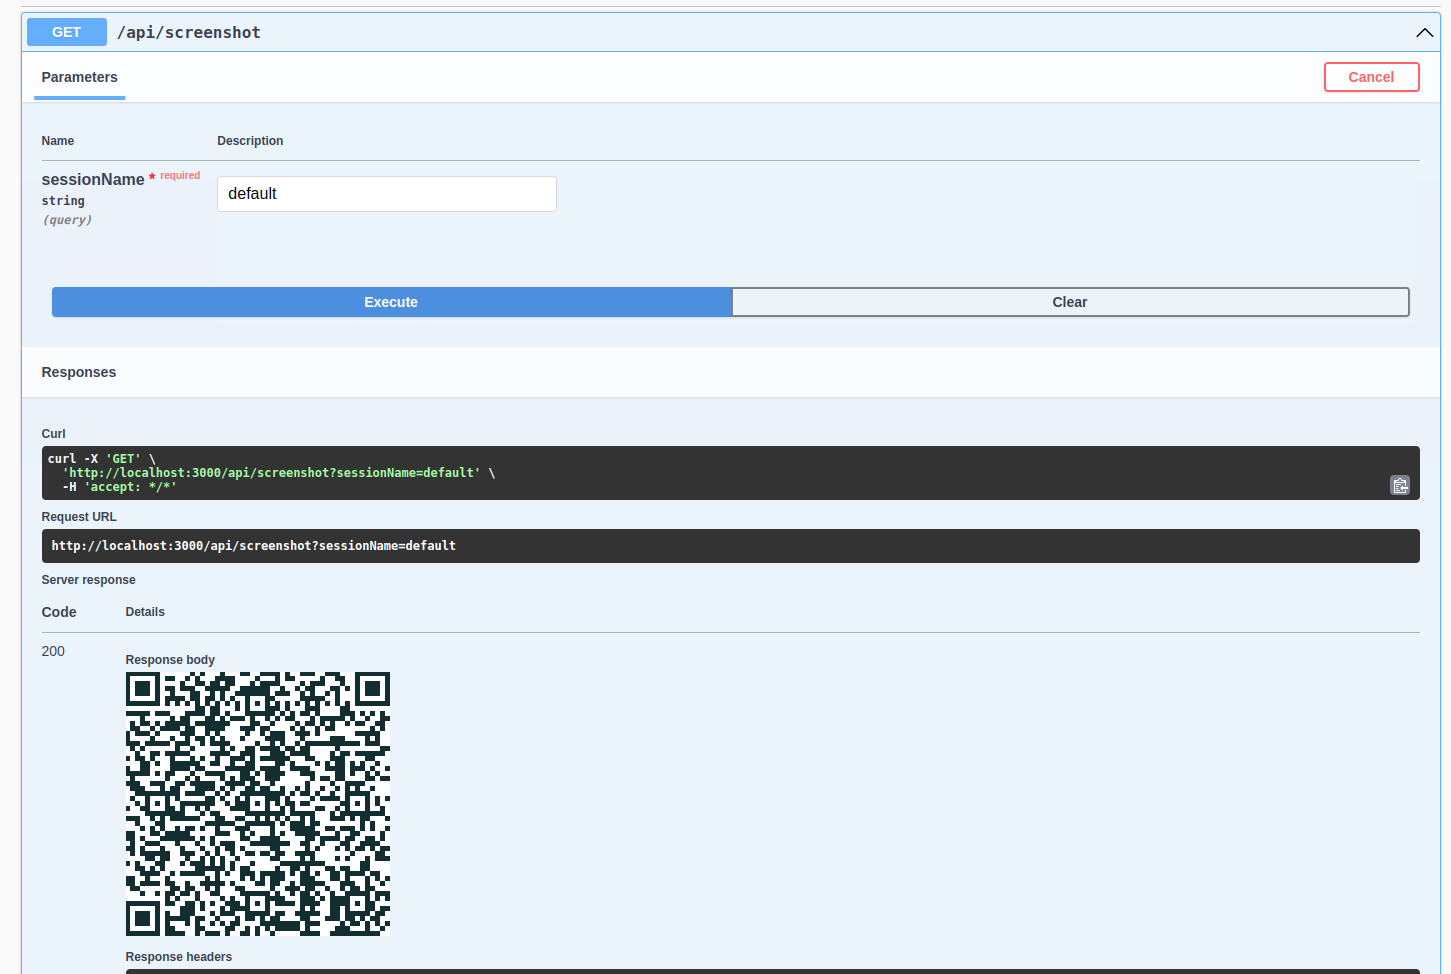 GET /api/screenshot
Parameters
Cancel
Name Description
sessionName * required
string
(query)
default
Execute
Clear
Responses
Curl
curl -X 'GET' \
'http://localhost:3000/api/screenshot?sessionName=default' \
-H 'accept: */*'
Request URL
http://localhost:3000/api/screenshot?sessionName=default
Server response
Code Details
200
Response body
Response headers